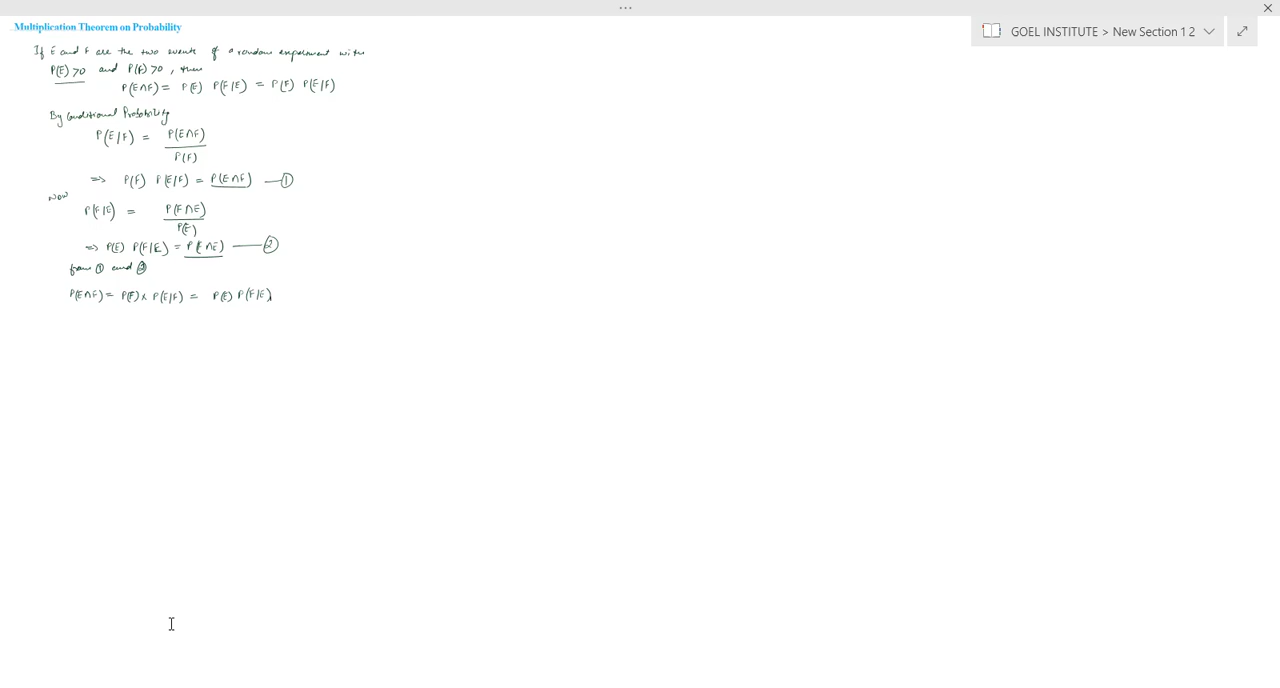 Multiplication Theorem on Probability
GOEL INSTITUTE > New Section 1 2
If E and F are the two events of a random experiment with
P(E) >0 and P(F) >0, then
P(E∩F) = P(E) P(F/E) = P(F) P(E/F)
By Conditional Probability
P(E/F) = P(E∩F)
P(F)
=> P(F) P(E/F) = P(E∩F) —①
Now
P(F/E) = P(F∩E)
P(E)
=> P(E) P(F/E) = P(F∩E) —②
from ① and ②
P(E∩F) = P(F) × P(E/F) = P(E) P(F/E)